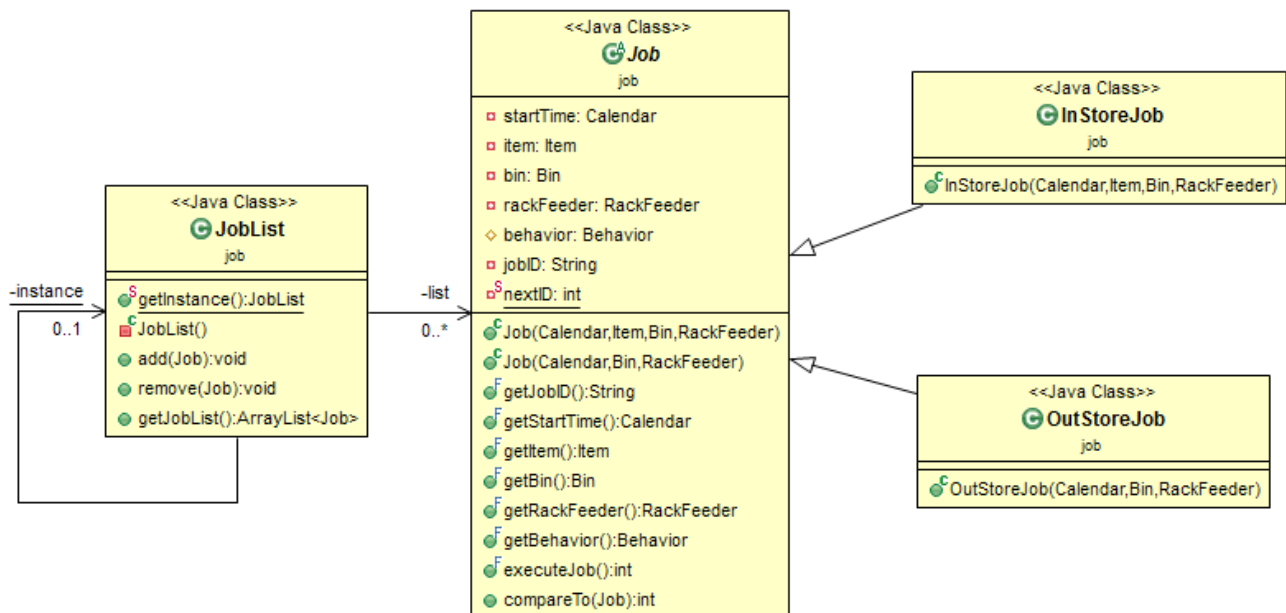 <<Java Class>>
JobList
job
getInstance():JobList
JobList()
add(Job):void
remove(Job):void
getJobList():ArrayList<Job>
-instance
0..1
-list
0..*
<<Java Class>>
Job
job
startTime: Calendar
item: Item
bin: Bin
rackFeeder: RackFeeder
behavior: Behavior
jobID: String
nextID: int
Job(Calendar,Item,Bin,RackFeeder)
Job(Calendar,Bin,RackFeeder)
getJobID():String
getStartTime():Calendar
getItem():Item
getBin():Bin
getRackFeeder():RackFeeder
getBehavior():Behavior
executeJob():int
compareTo(Job):int
<<Java Class>>
InStoreJob
job
InStoreJob(Calendar,Item,Bin,RackFeeder)
<<Java Class>>
OutStoreJob
job
OutStoreJob(Calendar,Bin,RackFeeder)